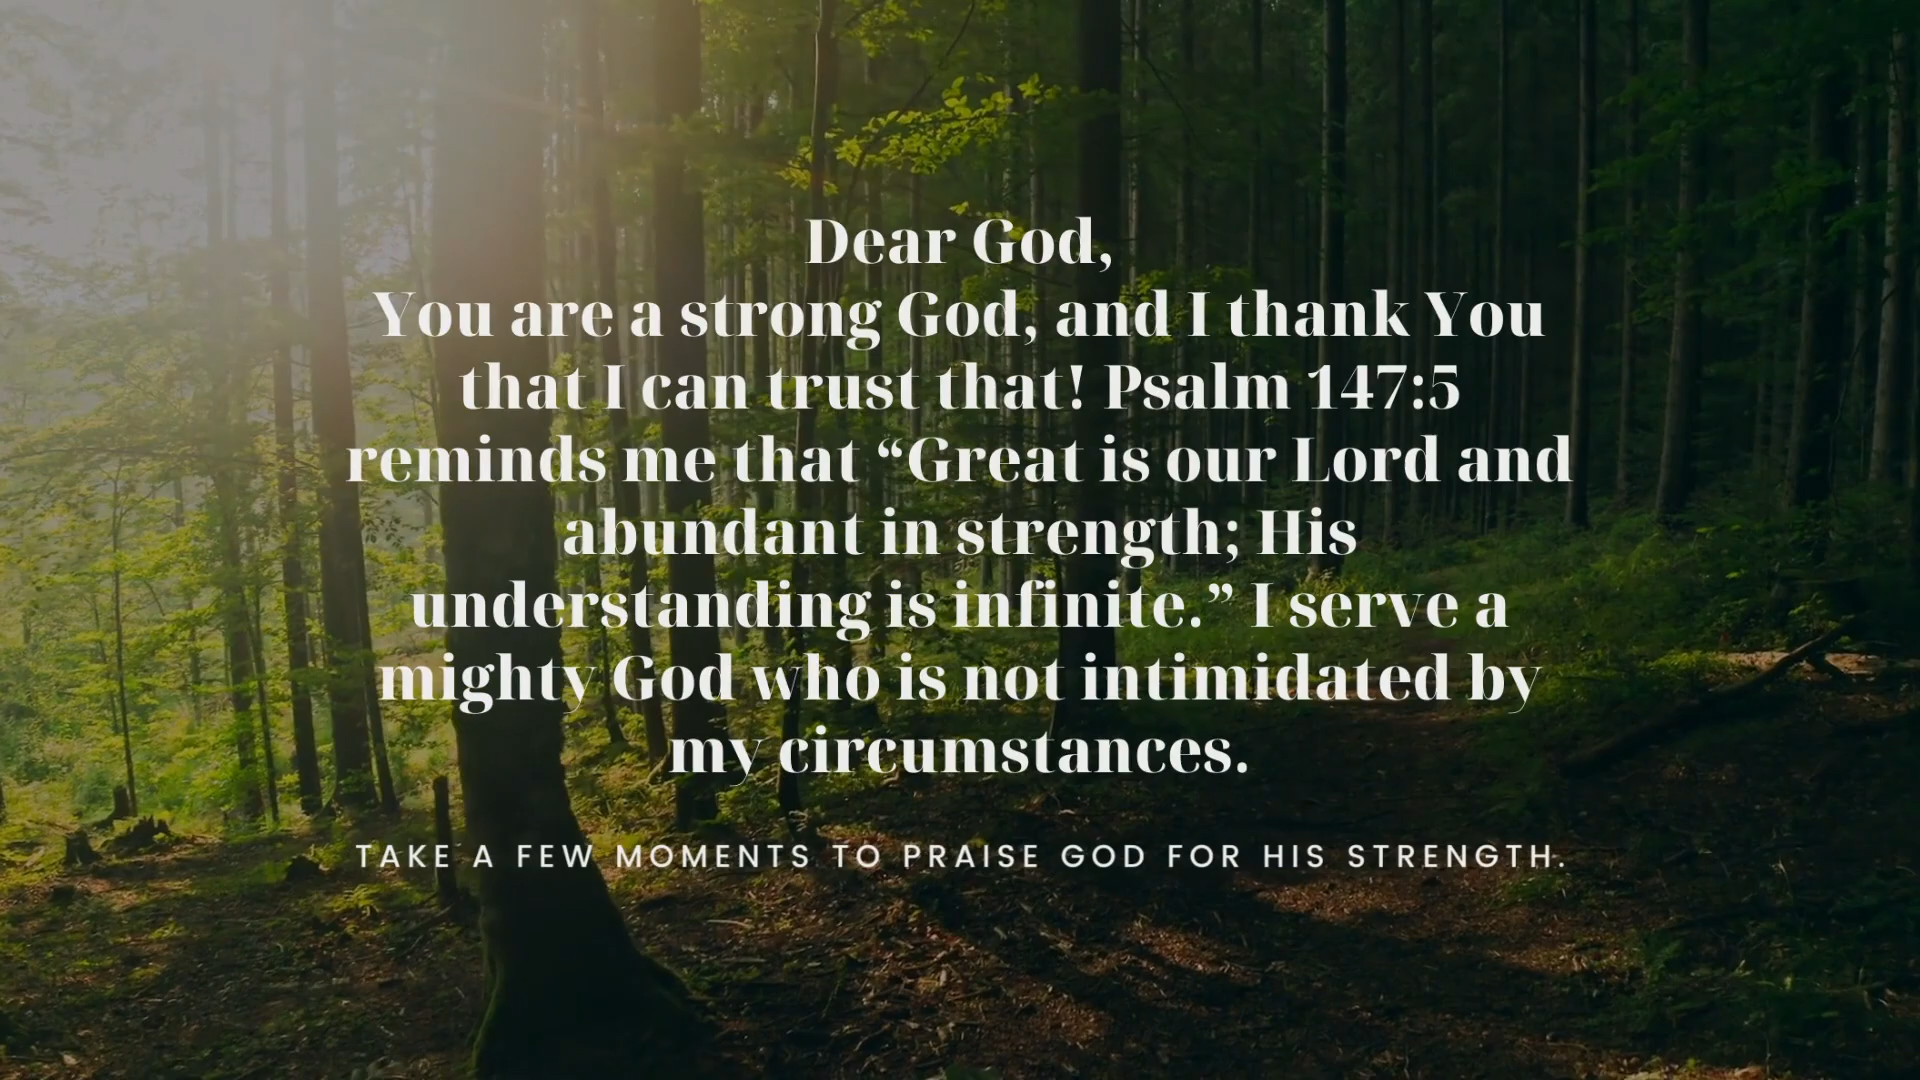 Dear God,
You are a strong God, and I thank You
that I can trust that! Psalm 147:5
reminds me that “Great is our Lord and
abundant in strength; His
understanding is infinite.” I serve a
mighty God who is not intimidated by
my circumstances.
TAKE A FEW MOMENTS TO PRAISE GOD FOR HIS STRENGTH.